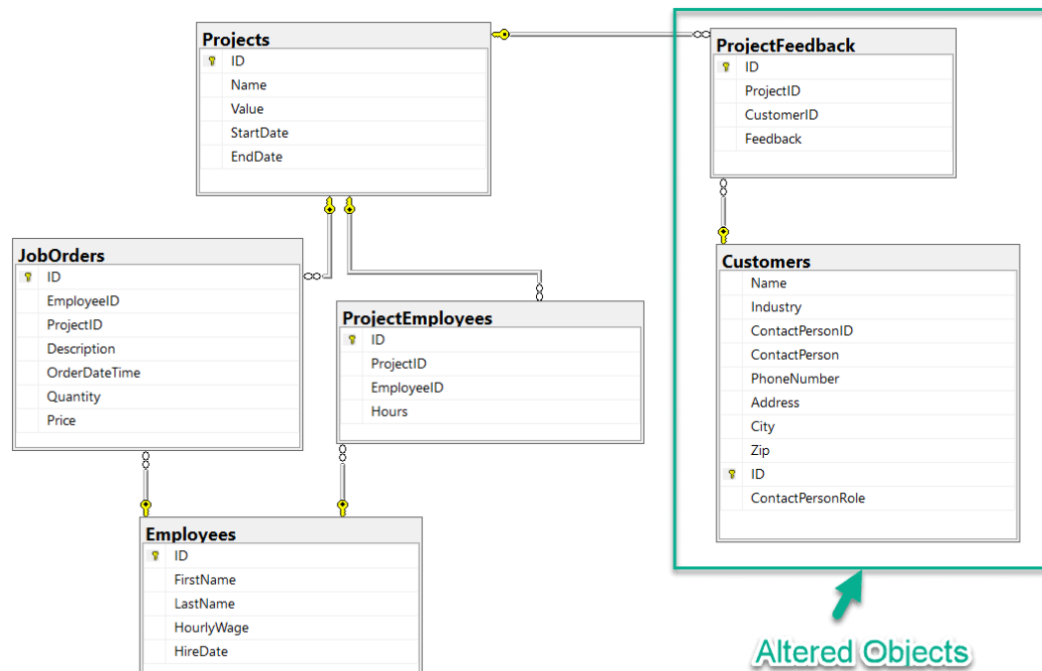 Projects
ID
Name
Value
StartDate
EndDate
ProjectFeedback
ID
ProjectID
CustomerID
Feedback
JobOrders
ID
EmployeeID
ProjectID
Description
OrderDateTime
Quantity
Price
ProjectEmployees
ID
ProjectID
EmployeeID
Hours
Customers
Name
Industry
ContactPersonID
ContactPerson
PhoneNumber
Address
City
Zip
ID
ContactPersonRole
Employees
ID
FirstName
LastName
HourlyWage
HireDate
Altered Objects